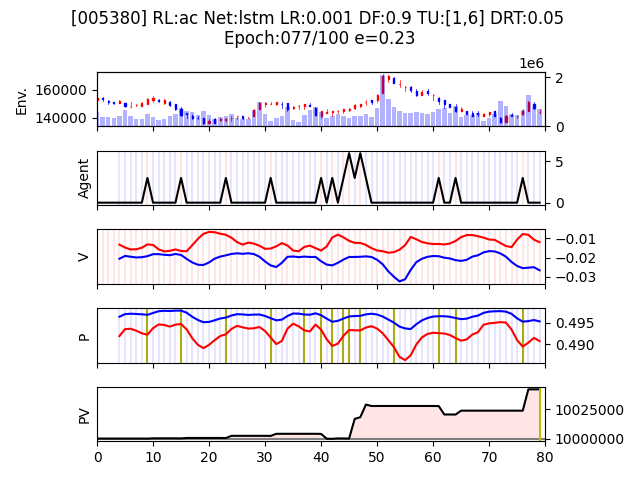 [005380] RL:ac Net:lstm LR:0.001 DF:0.9 TU:[1,6] DRT:0.05
Epoch:077/100 e=0.23
1e6
Env.
160000
140000
2
0
Agent
5
0
V
−0.01
−0.02
−0.03
P
0.495
0.490
PV
10025000
10000000
0 10 20 30 40 50 60 70 80